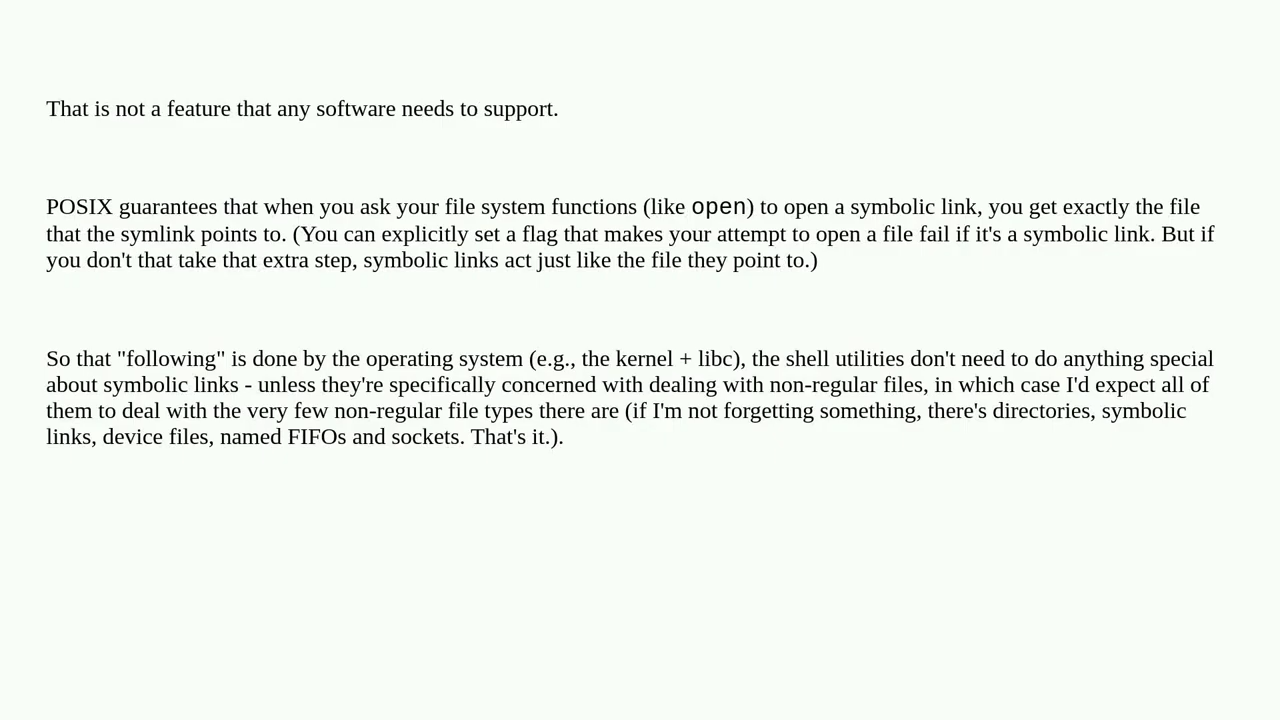 That is not a feature that any software needs to support.
POSIX guarantees that when you ask your file system functions (like open) to open a symbolic link, you get exactly the file
that the symlink points to. (You can explicitly set a flag that makes your attempt to open a file fail if it's a symbolic link. But if
you don't that take that extra step, symbolic links act just like the file they point to.)
So that "following" is done by the operating system (e.g., the kernel + libc), the shell utilities don't need to do anything special
about symbolic links - unless they're specifically concerned with dealing with non-regular files, in which case I'd expect all of
them to deal with the very few non-regular file types there are (if I'm not forgetting something, there's directories, symbolic
links, device files, named FIFOs and sockets. That's it.).